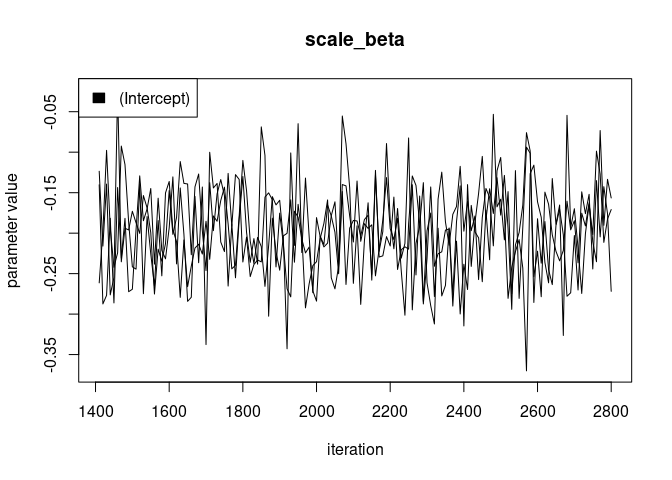 scale_beta
(Intercept)
parameter value
-0.05
-0.15
-0.25
-0.35
1400 1600 1800 2000 2200 2400 2600 2800
iteration